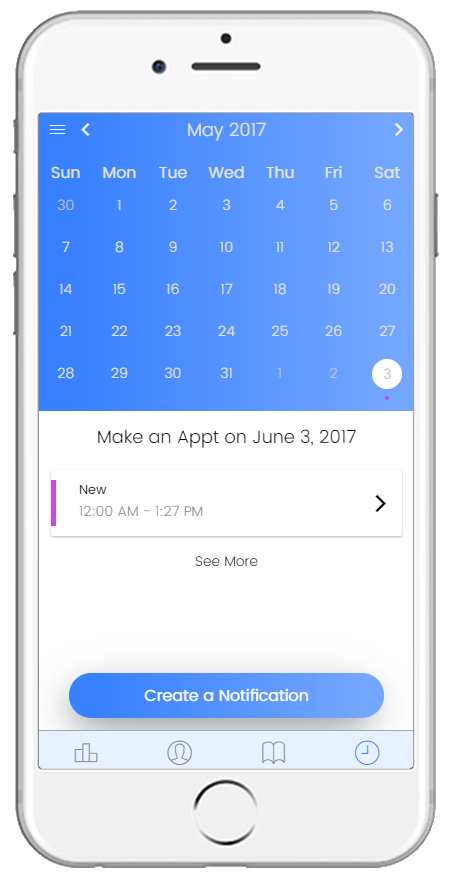 May 2017
Sun Mon Tue Wed Thu Fri Sat
30 1 2 3 4 5 6
7 8 9 10 11 12 13
14 15 16 17 18 19 20
21 22 23 24 25 26 27
28 29 30 31 1 2 3
Make an Appt on June 3, 2017
New
12:00 AM - 1:27 PM
See More
Create a Notification